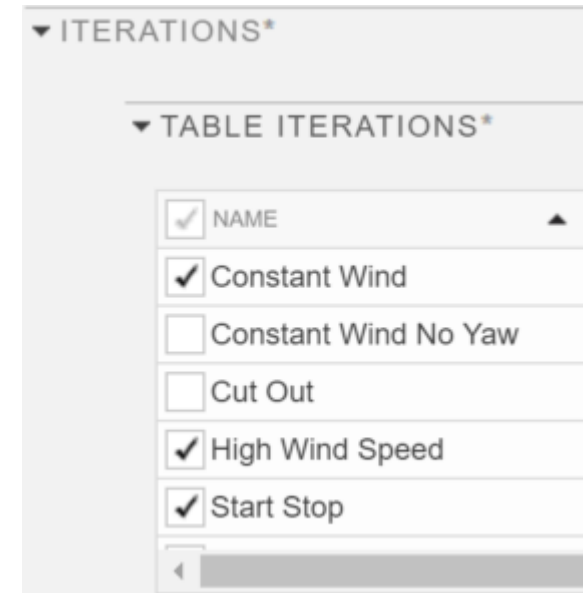 ITERATIONS*
TABLE ITERATIONS*
NAME
Constant Wind
Constant Wind No Yaw
Cut Out
High Wind Speed
Start Stop